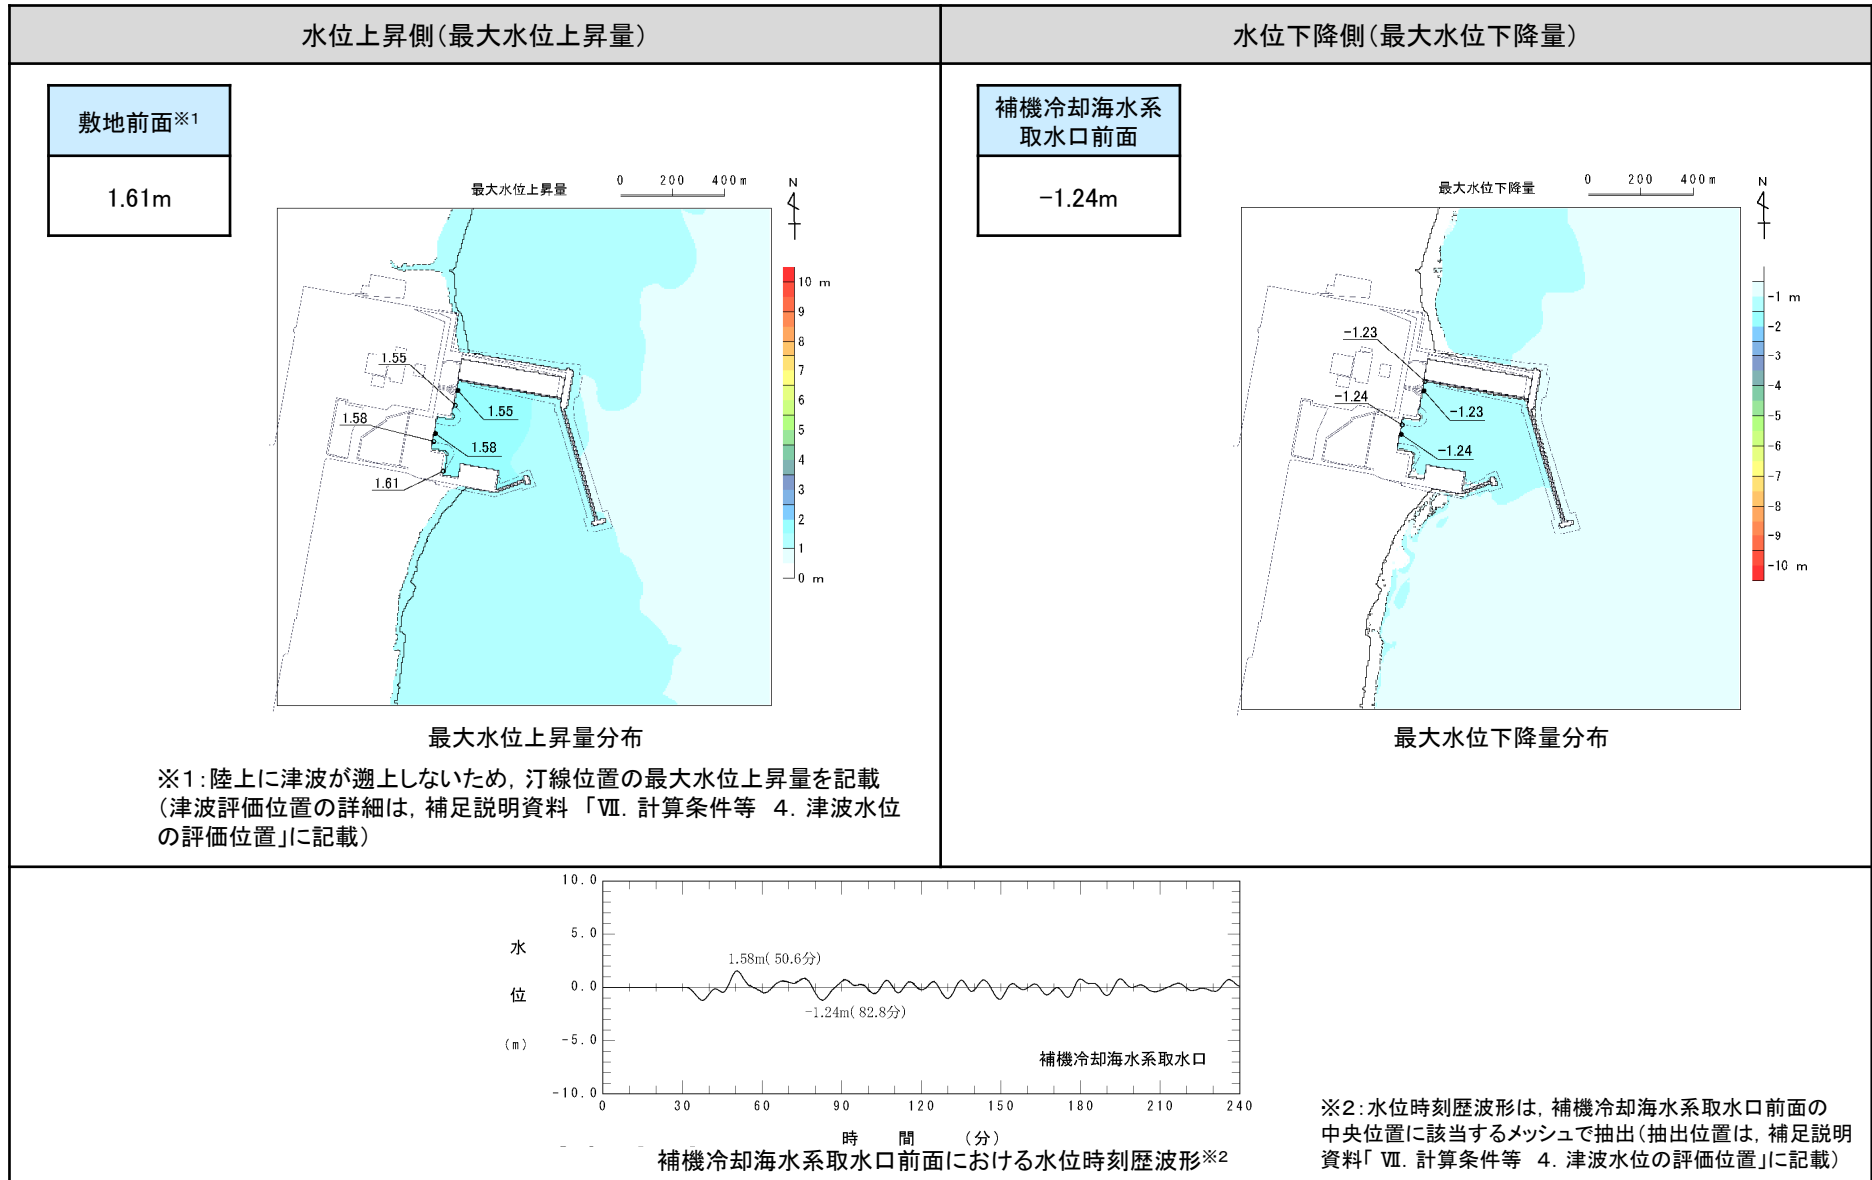 水位上昇側(最大水位上昇量)
水位下降側(最大水位下降量)
敷地前面※1
1.61m
最大水位上昇量
0 200 400m
N
10 m
9
8
7
6
5
4
3
2
1
0 m
1.55
1.55
1.58
1.58
1.61
最大水位上昇量分布
※1:陸上に津波が遡上しないため,汀線位置の最大水位上昇量を記載
(津波評価位置の詳細は,補足説明資料 「Ⅶ.計算条件等 4.津波水位
の評価位置」に記載)
補機冷却海水系
取水口前面
-1.24m
最大水位下降量
0 200 400m
N
-1 m
-2
-3
-4
-5
-6
-7
-8
-9
-10 m
-1.23
-1.23
-1.24
-1.24
最大水位下降量分布
水位(m)
10.0
5.0
0.0
-5.0
-10.0
1.58m( 50.6分)
-1.24m( 82.8分)
補機冷却海水系取水口
0 30 60 90 120 150 180 210 240
時 間 (分)
補機冷却海水系取水口前面における水位時刻歴波形※2
※2:水位時刻歴波形は,補機冷却海水系取水口前面の
中央位置に該当するメッシュで抽出(抽出位置は,補足説明
資料「 Ⅶ.計算条件等 4.津波水位の評価位置」に記載)